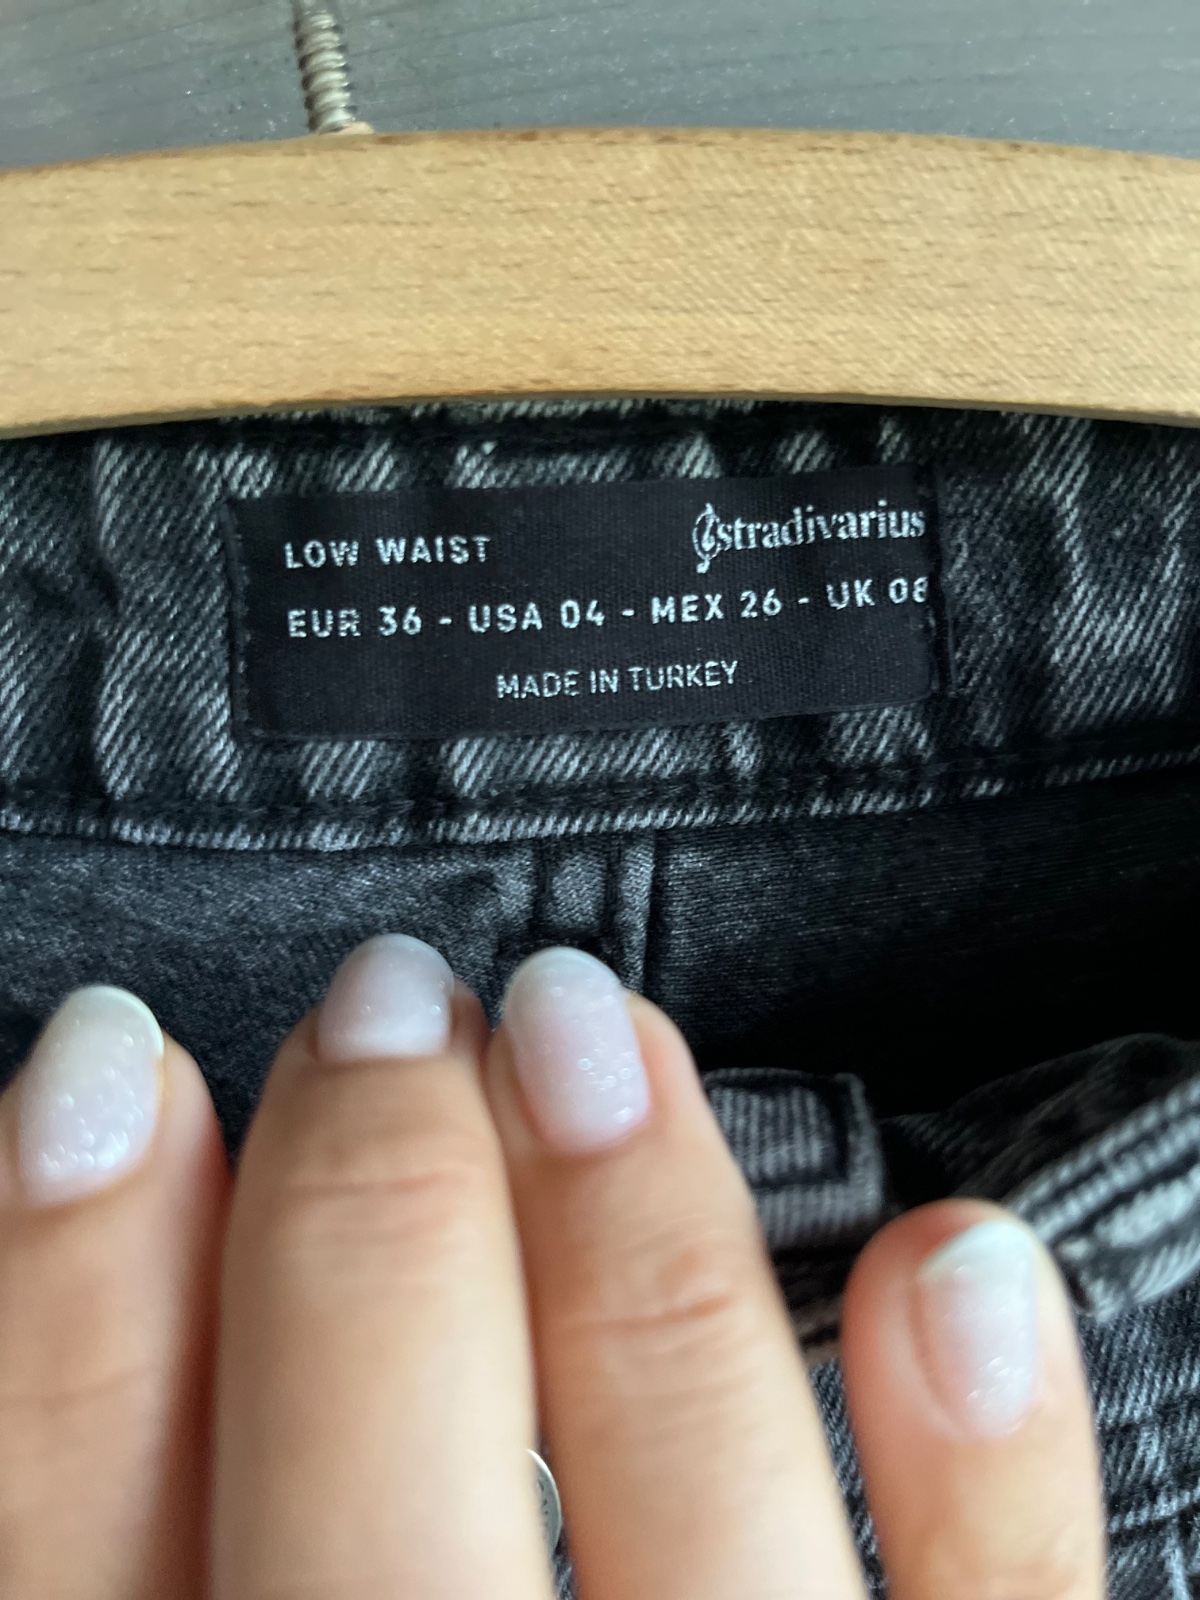 LOW WAIST
stradivarius
EUR 36 - USA 04 - MEX 26 - UK 08
MADE IN TURKEY